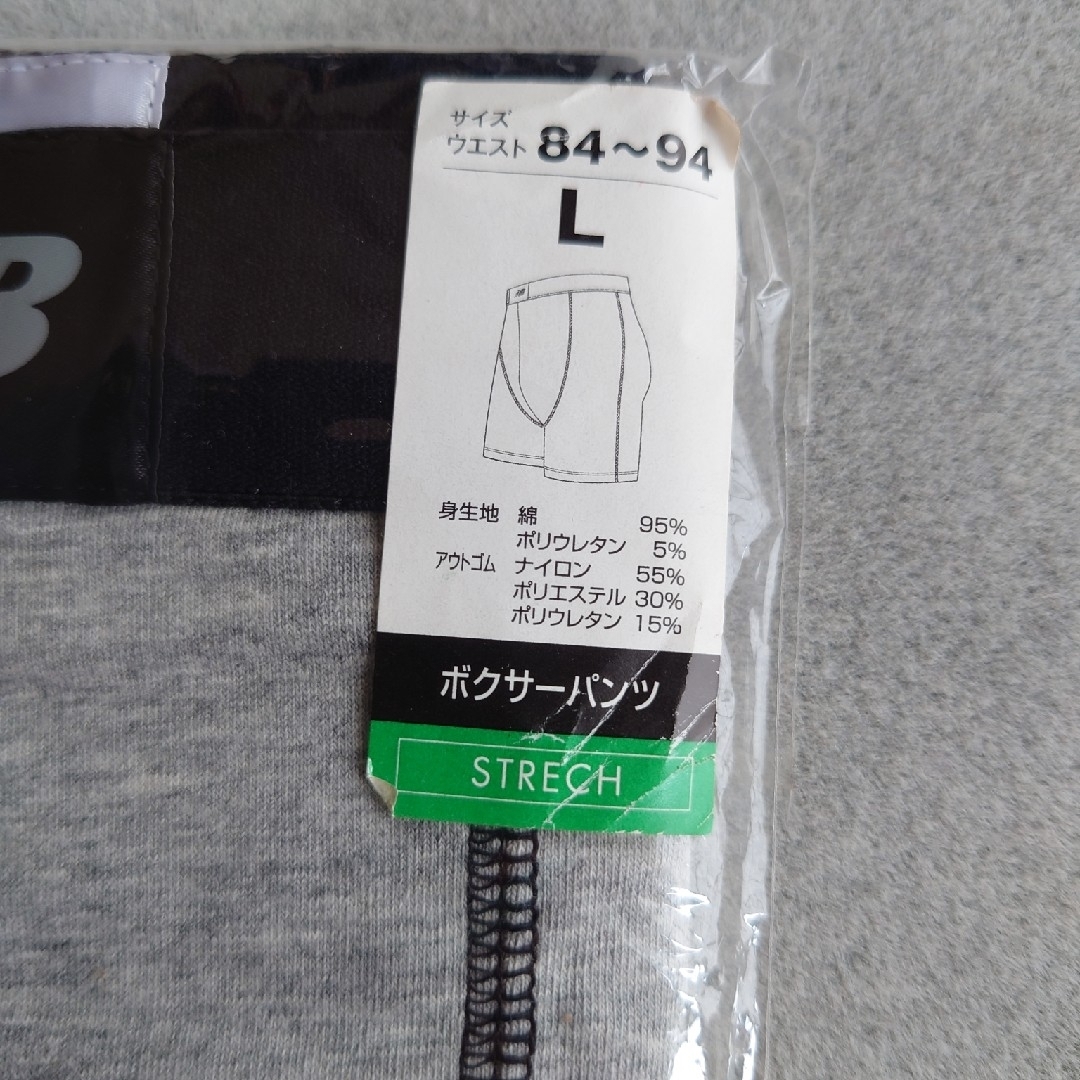 サイズ
ウエスト 84～94
L
身生地 綿 95%
ポリウレタン 5%
アウトゴム ナイロン 55%
ポリエステル 30%
ポリウレタン 15%
ボクサーパンツ
STRECH
B